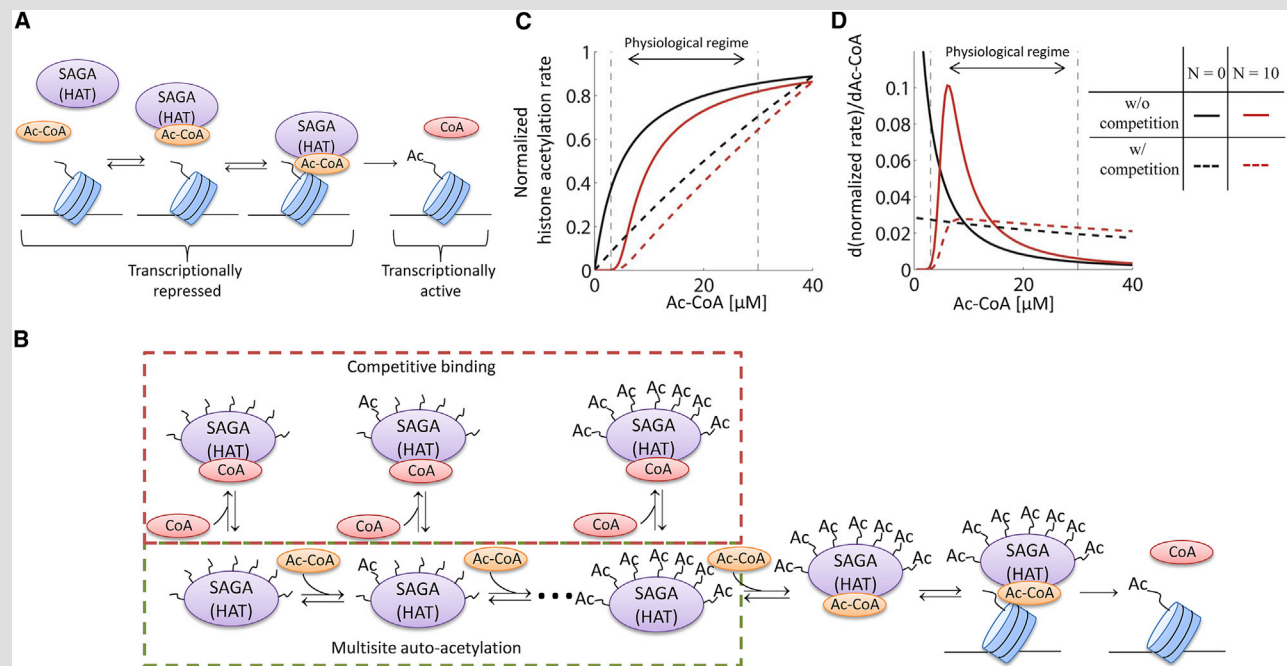 A
SAGA
(HAT)
Ac-CoA
SAGA
(HAT)
Ac-CoA
SAGA
(HAT)
Ac-CoA
CoA
Ac
Transcriptionally
repressed
Transcriptionally
active
C
Normalized
histone acetylation rate
Physiological regime
1
0.8
0.6
0.4
0.2
0
0
20
40
Ac-CoA [μM]
D
d(normalized rate)/dAc-CoA
Physiological regime
0.1
0.08
0.06
0.04
0.02
0
0
20
40
Ac-CoA [μM]
N = 0
N = 10
w/o
competition
w/
competition
B
Competitive binding
SAGA
(HAT)
CoA
CoA
Ac
SAGA
(HAT)
CoA
CoA
Ac Ac Ac Ac Ac Ac Ac
SAGA
(HAT)
CoA
CoA
SAGA
(HAT)
Ac-CoA
Ac
SAGA
(HAT)
Ac-CoA
Ac Ac Ac Ac Ac Ac Ac
SAGA
(HAT)
Multisite auto-acetylation
Ac-CoA
Ac Ac Ac Ac Ac Ac Ac
SAGA
(HAT)
Ac-CoA
Ac Ac Ac Ac Ac Ac Ac
SAGA
(HAT)
Ac-CoA
CoA
Ac